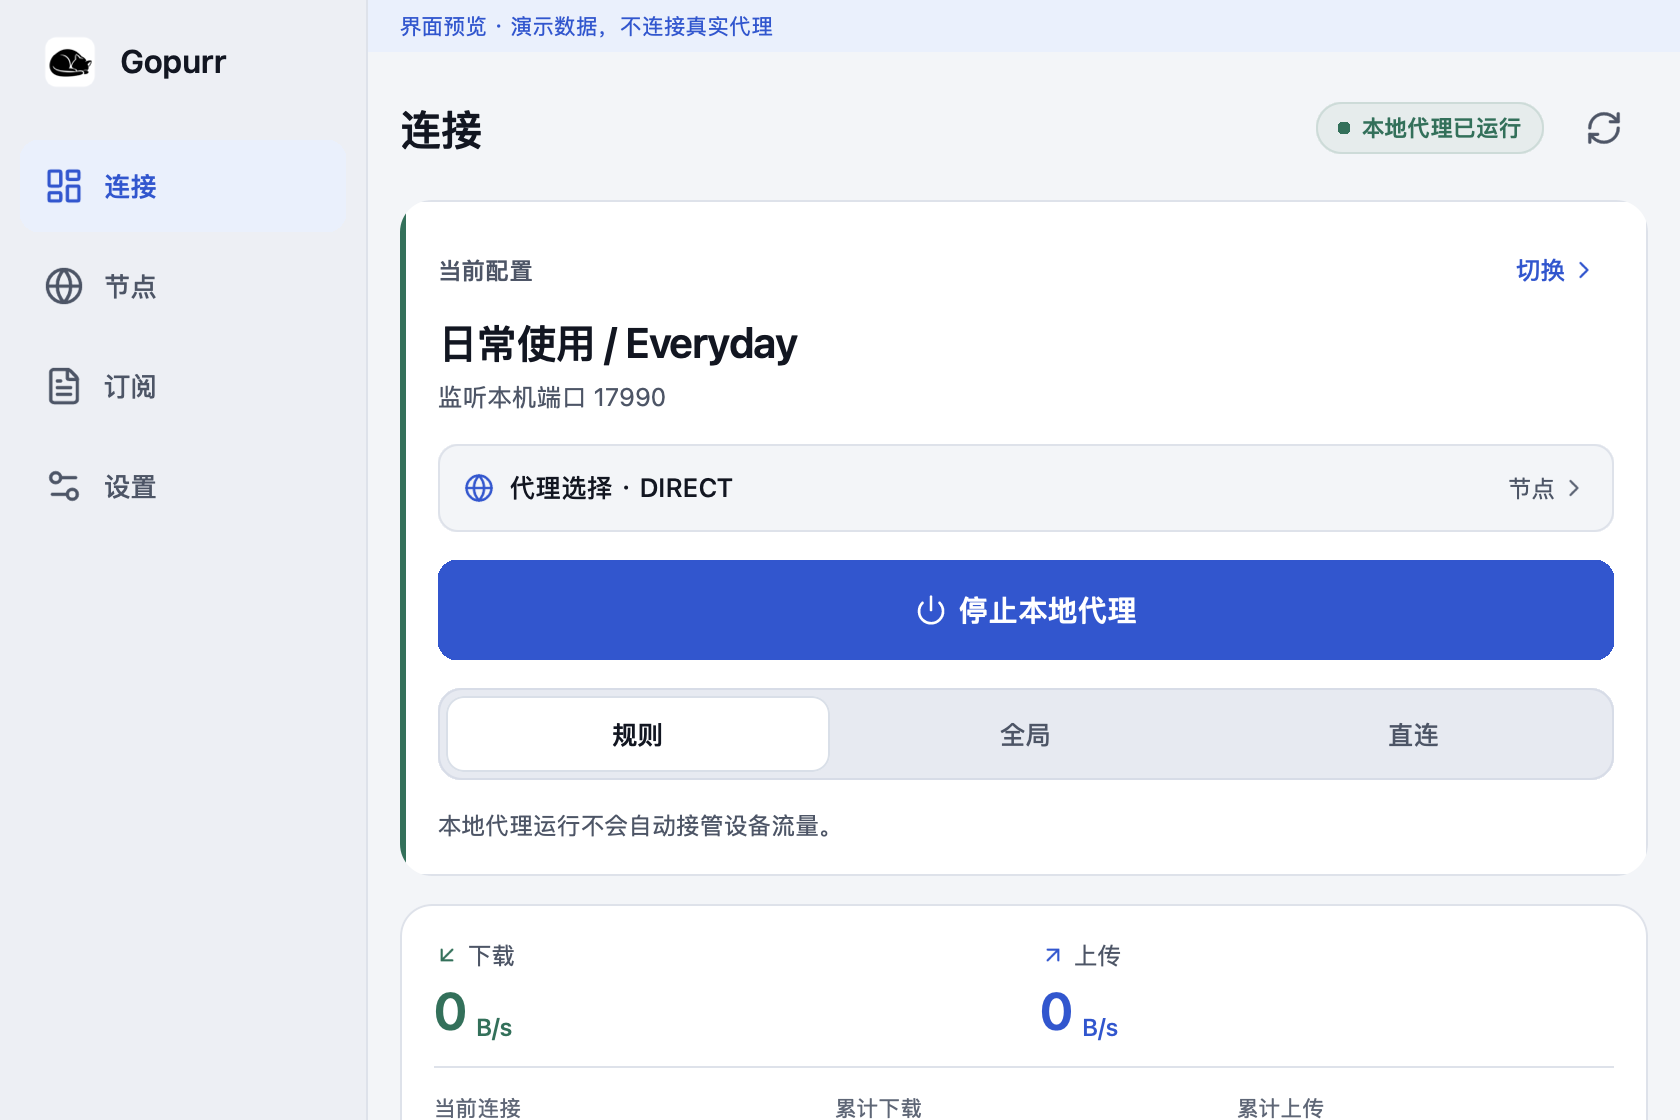 界面预览 · 演示数据，不连接真实代理
Gopurr
连接
节点
订阅
设置
连接
本地代理已运行
当前配置
切换
日常使用 / Everyday
监听本机端口 17990
代理选择 · DIRECT
节点
停止本地代理
规则
全局
直连
本地代理运行不会自动接管设备流量。
下载
上传
0 B/s
0 B/s
当前连接
累计下载
累计上传